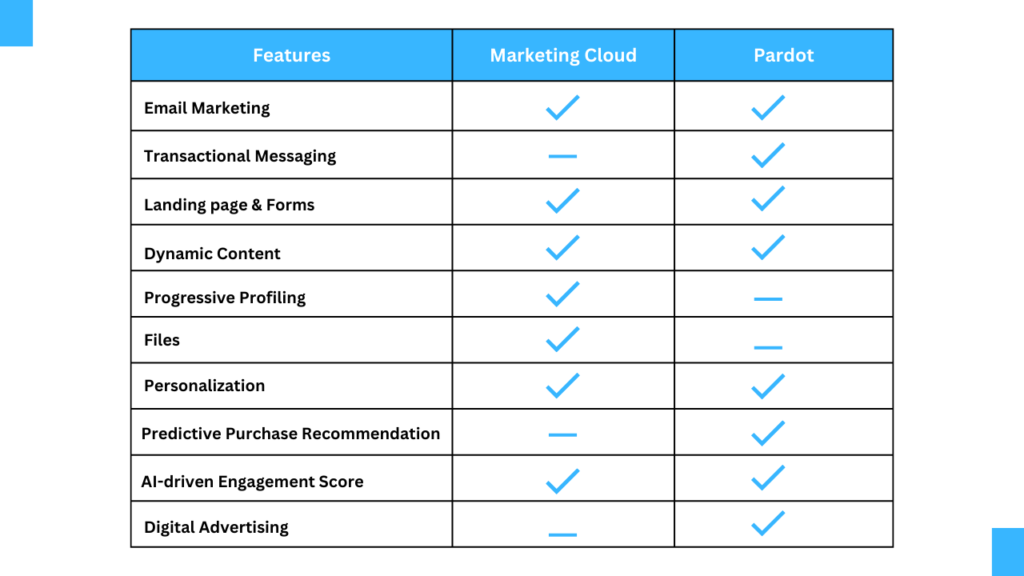 Features Marketing Cloud Pardot
Email Marketing
Transactional Messaging
Landing page & Forms
Dynamic Content
Progressive Profiling
Files
Personalization
Predictive Purchase Recommendation
AI-driven Engagement Score
Digital Advertising